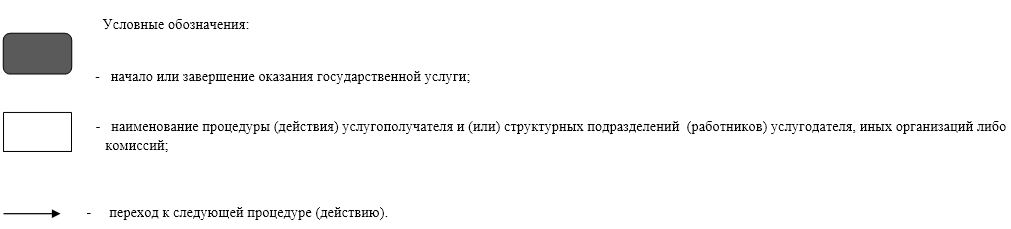 Условные обозначения:
- начало или завершение оказания государственной услуги;
- наименование процедуры (действия) услугополучателя и (или) структурных подразделений (работников) услугодателя, иных организаций либо
комиссий;
- переход к следующей процедуре (действию).